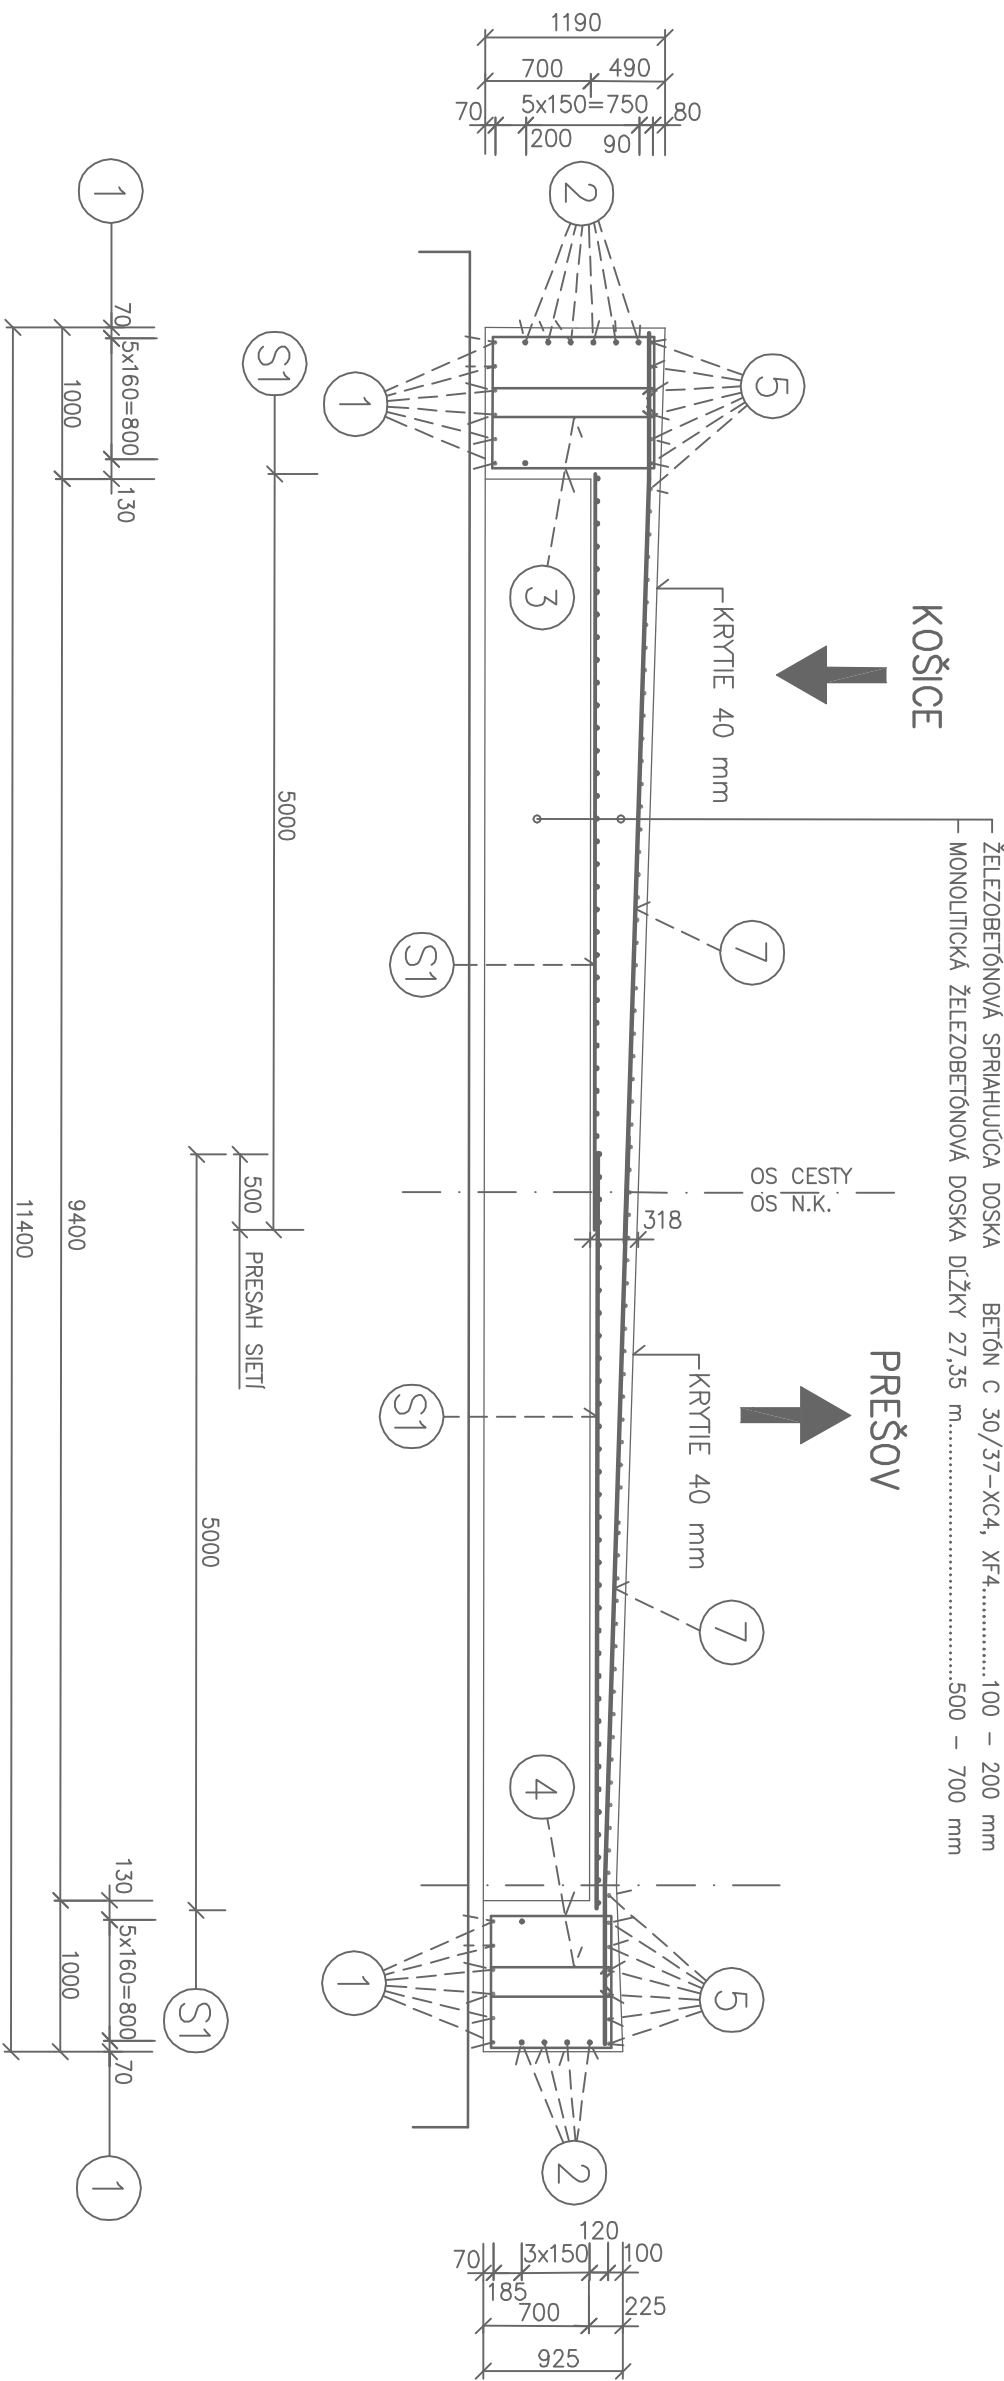 ŽELEZOBETÓNOVÁ SPRIAHUJÚCA DOSKA BETÓN C 30/37-XC4, XF4.............100 - 200 mm
MONOLITICKÁ ŽELEZOBETÓNOVÁ DOSKA DĹŽKY 27,35 m.......................................500 - 700 mm
KOŠICE
PREŠOV
KRYTIE 40 mm
KRYTIE 40 mm
1190
700
490
5x150=750
70
200
90
80
2
5
1
3
7
OS CESTY
OS N.K.
318
S1
S1
7
4
5
1
2
120
70
3x150
100
185
700
225
925
S1
5000
500
PRESAH SIETÍ
5000
S1
1
70
5x160=800
130
130
5x160=800
70
1
1000
9400
1000
11400